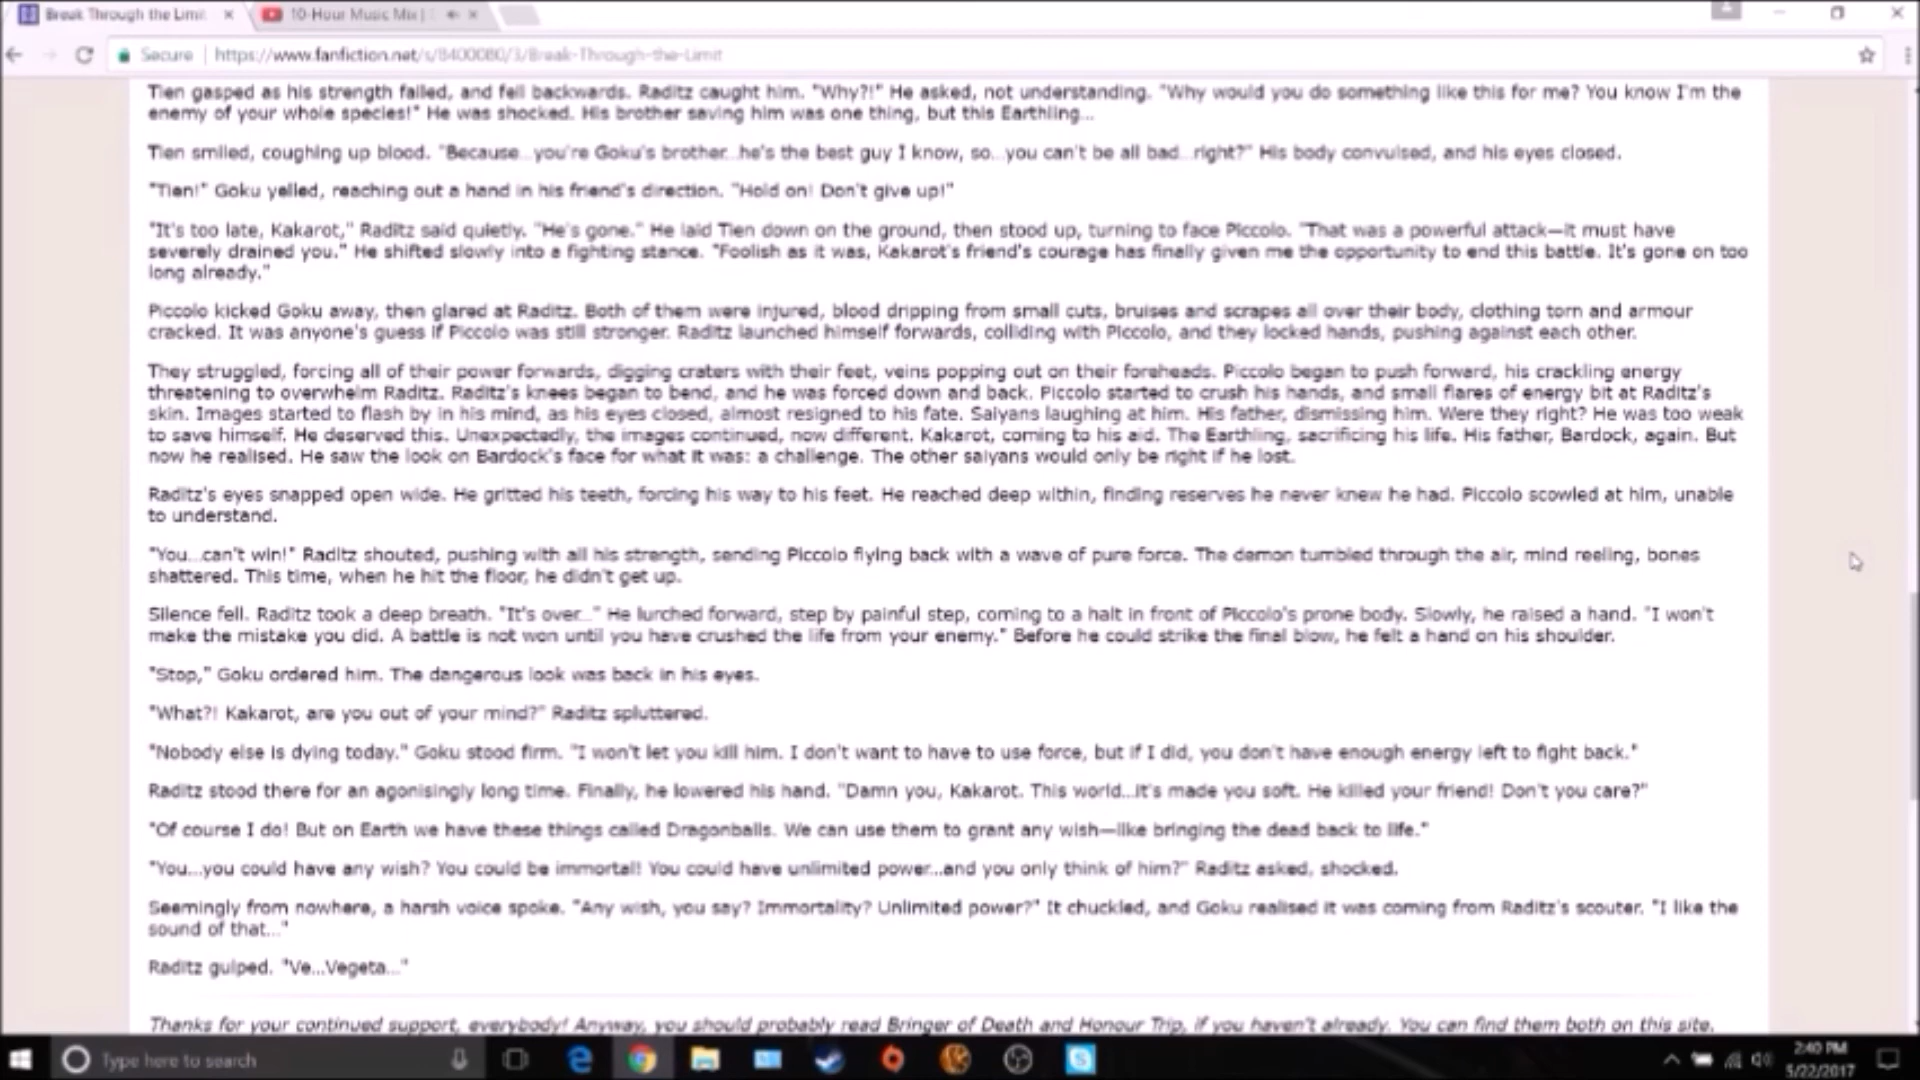 Break Through the Limit
10-Hour Music Mix |
Secure
https://www.fanfiction.net/s/8400080/3/Break-Through-the-Limit
Tien gasped as his strength failed, and fell backwards. Raditz caught him. "Why?!" He asked, not understanding. "Why would you do something like this for me? You know I'm the
enemy of your whole species!" He was shocked. His brother saving him was one thing, but this Earthling...
Tien smiled, coughing up blood. "Because...you're Goku's brother...he's the best guy I know, so...you can't be all bad...right?" His body convulsed, and his eyes closed.
"Tien!" Goku yelled, reaching out a hand in his friend's direction. "Hold on! Don't give up!"
"It's too late, Kakarot," Raditz said quietly. "He's gone." He laid Tien down on the ground, then stood up, turning to face Piccolo. "That was a powerful attack—it must have
severely drained you." He shifted slowly into a fighting stance. "Foolish as it was, Kakarot's friend's courage has finally given me the opportunity to end this battle. It's gone on too
long already."
Piccolo kicked Goku away, then glared at Raditz. Both of them were injured, blood dripping from small cuts, bruises and scrapes all over their body, clothing torn and armour
cracked. It was anyone's guess if Piccolo was still stronger. Raditz launched himself forwards, colliding with Piccolo, and they locked hands, pushing against each other.
They struggled, forcing all of their power forwards, digging craters with their feet, veins popping out on their foreheads. Piccolo began to push forward, his crackling energy
threatening to overwhelm Raditz. Raditz's knees began to bend, and he was forced down and back. Piccolo started to crush his hands, and small flares of energy bit at Raditz's
skin. Images started to flash by in his mind, as his eyes closed, almost resigned to his fate. Saiyans laughing at him. His father, dismissing him. Were they right? He was too weak
to save himself. He deserved this. Unexpectedly, the images continued, now different. Kakarot, coming to his aid. The Earthling, sacrificing his life. His father, Bardock, again. But
now he realised. He saw the look on Bardock's face for what it was: a challenge. The other saiyans would only be right if he lost.
Raditz's eyes snapped open wide. He gritted his teeth, forcing his way to his feet. He reached deep within, finding reserves he never knew he had. Piccolo scowled at him, unable
to understand.
"You...can't win!" Raditz shouted, pushing with all his strength, sending Piccolo flying back with a wave of pure force. The demon tumbled through the air, mind reeling, bones
shattered. This time, when he hit the floor, he didn't get up.
Silence fell. Raditz took a deep breath. "It's over..." He lurched forward, step by painful step, coming to a halt in front of Piccolo's prone body. Slowly, he raised a hand. "I won't
make the mistake you did. A battle is not won until you have crushed the life from your enemy." Before he could strike the final blow, he felt a hand on his shoulder.
"Stop," Goku ordered him. The dangerous look was back in his eyes.
"What?! Kakarot, are you out of your mind?" Raditz spluttered.
"Nobody else is dying today." Goku stood firm. "I won't let you kill him. I don't want to have to use force, but if I did, you don't have enough energy left to fight back."
Raditz stood there for an agonisingly long time. Finally, he lowered his hand. "Damn you, Kakarot. This world...it's made you soft. He killed your friend! Don't you care?"
"Of course I do! But on Earth we have these things called Dragonballs. We can use them to grant any wish—like bringing the dead back to life."
"You...you could have any wish? You could be immortal! You could have unlimited power...and you only think of him?" Raditz asked, shocked.
Seemingly from nowhere, a harsh voice spoke. "Any wish, you say? Immortality? Unlimited power?" It chuckled, and Goku realised it was coming from Raditz's scouter. "I like the
sound of that..."
Raditz gulped. "Ve...Vegeta..."
Thanks for your continued support, everybody! Anyway, you should probably read Bringer of Death and Honour Trip, if you haven't already. You can find them both on this site.
Type here to search
2:40 PM
5/22/2017